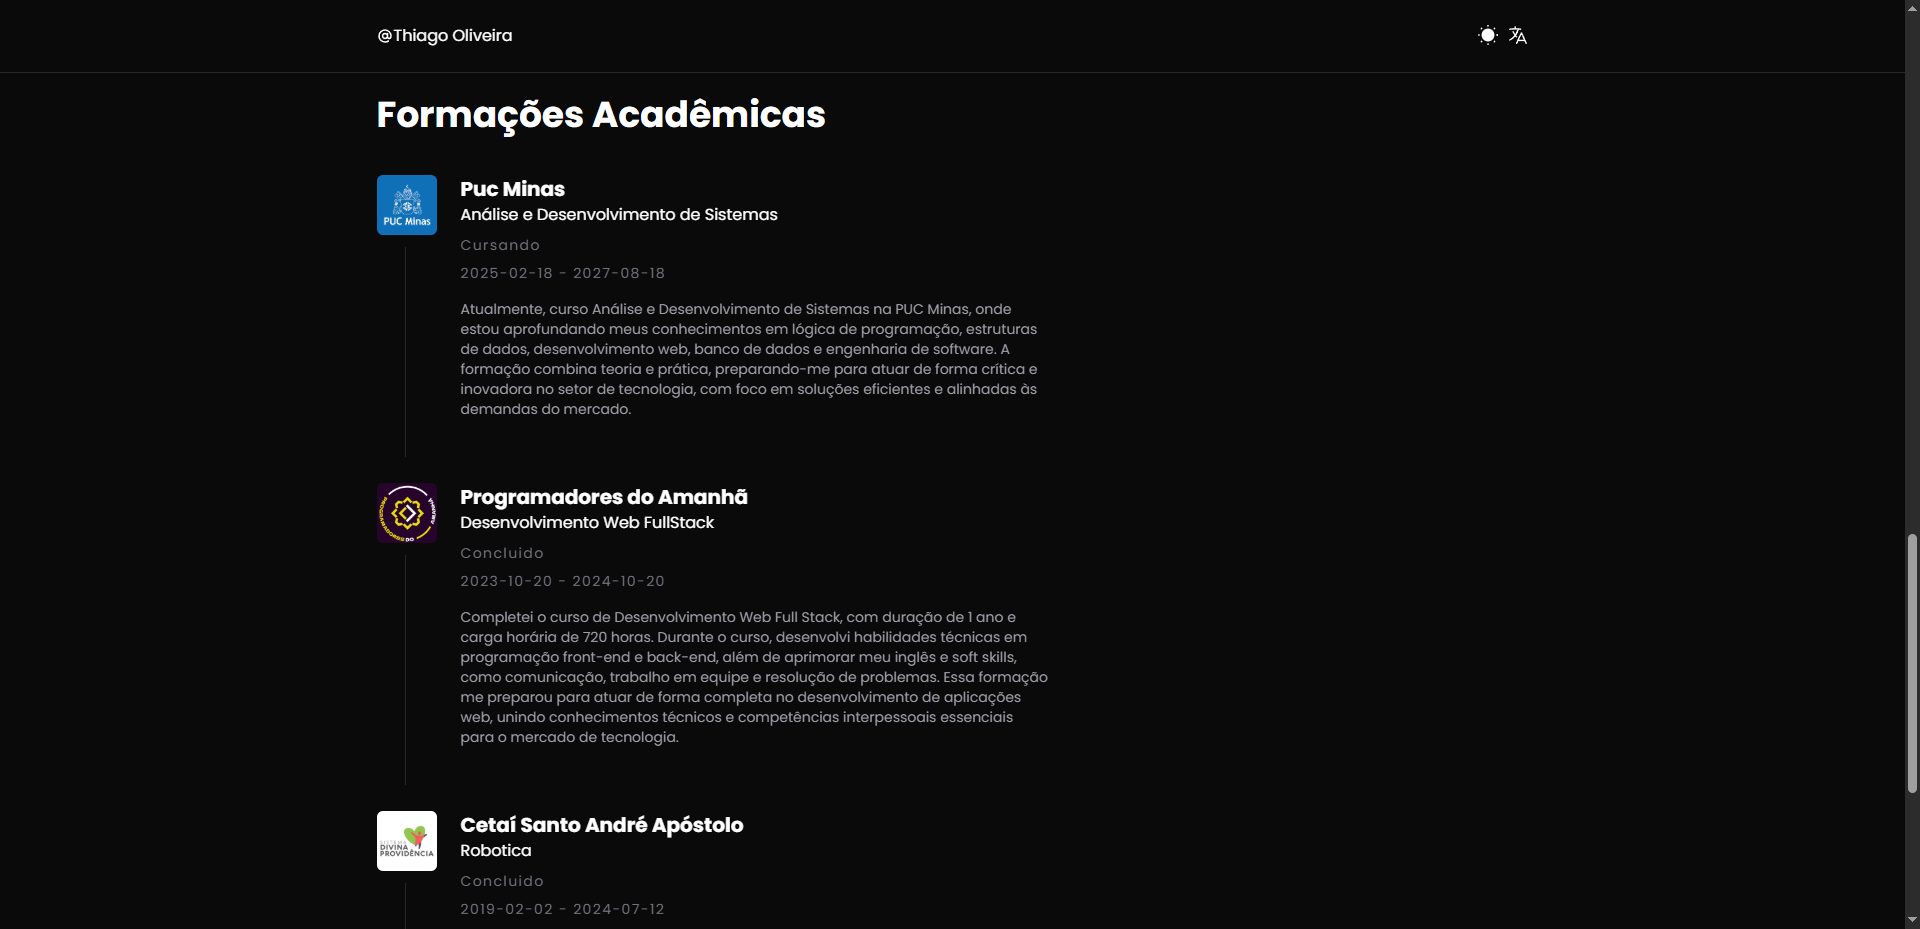 @Thiago Oliveira
Formações Acadêmicas
PUC Minas
Puc Minas
Análise e Desenvolvimento de Sistemas
Cursando
2025-02-18 - 2027-08-18
Atualmente, curso Análise e Desenvolvimento de Sistemas na PUC Minas, onde
estou aprofundando meus conhecimentos em lógica de programação, estruturas
de dados, desenvolvimento web, banco de dados e engenharia de software. A
formação combina teoria e prática, preparando-me para atuar de forma crítica e
inovadora no setor de tecnologia, com foco em soluções eficientes e alinhadas às
demandas do mercado.
PROGRAMADORES DO AMANHÃ
Programadores do Amanhã
Desenvolvimento Web FullStack
Concluido
2023-10-20 - 2024-10-20
Completei o curso de Desenvolvimento Web Full Stack, com duração de 1 ano e
carga horária de 720 horas. Durante o curso, desenvolvi habilidades técnicas em
programação front-end e back-end, além de aprimorar meu inglês e soft skills,
como comunicação, trabalho em equipe e resolução de problemas. Essa formação
me preparou para atuar de forma completa no desenvolvimento de aplicações
web, unindo conhecimentos técnicos e competências interpessoais essenciais
para o mercado de tecnologia.
SISTEMA
DIVINA
PROVIDÊNCIA
Cetaí Santo André Apóstolo
Robotica
Concluido
2019-02-02 - 2024-07-12